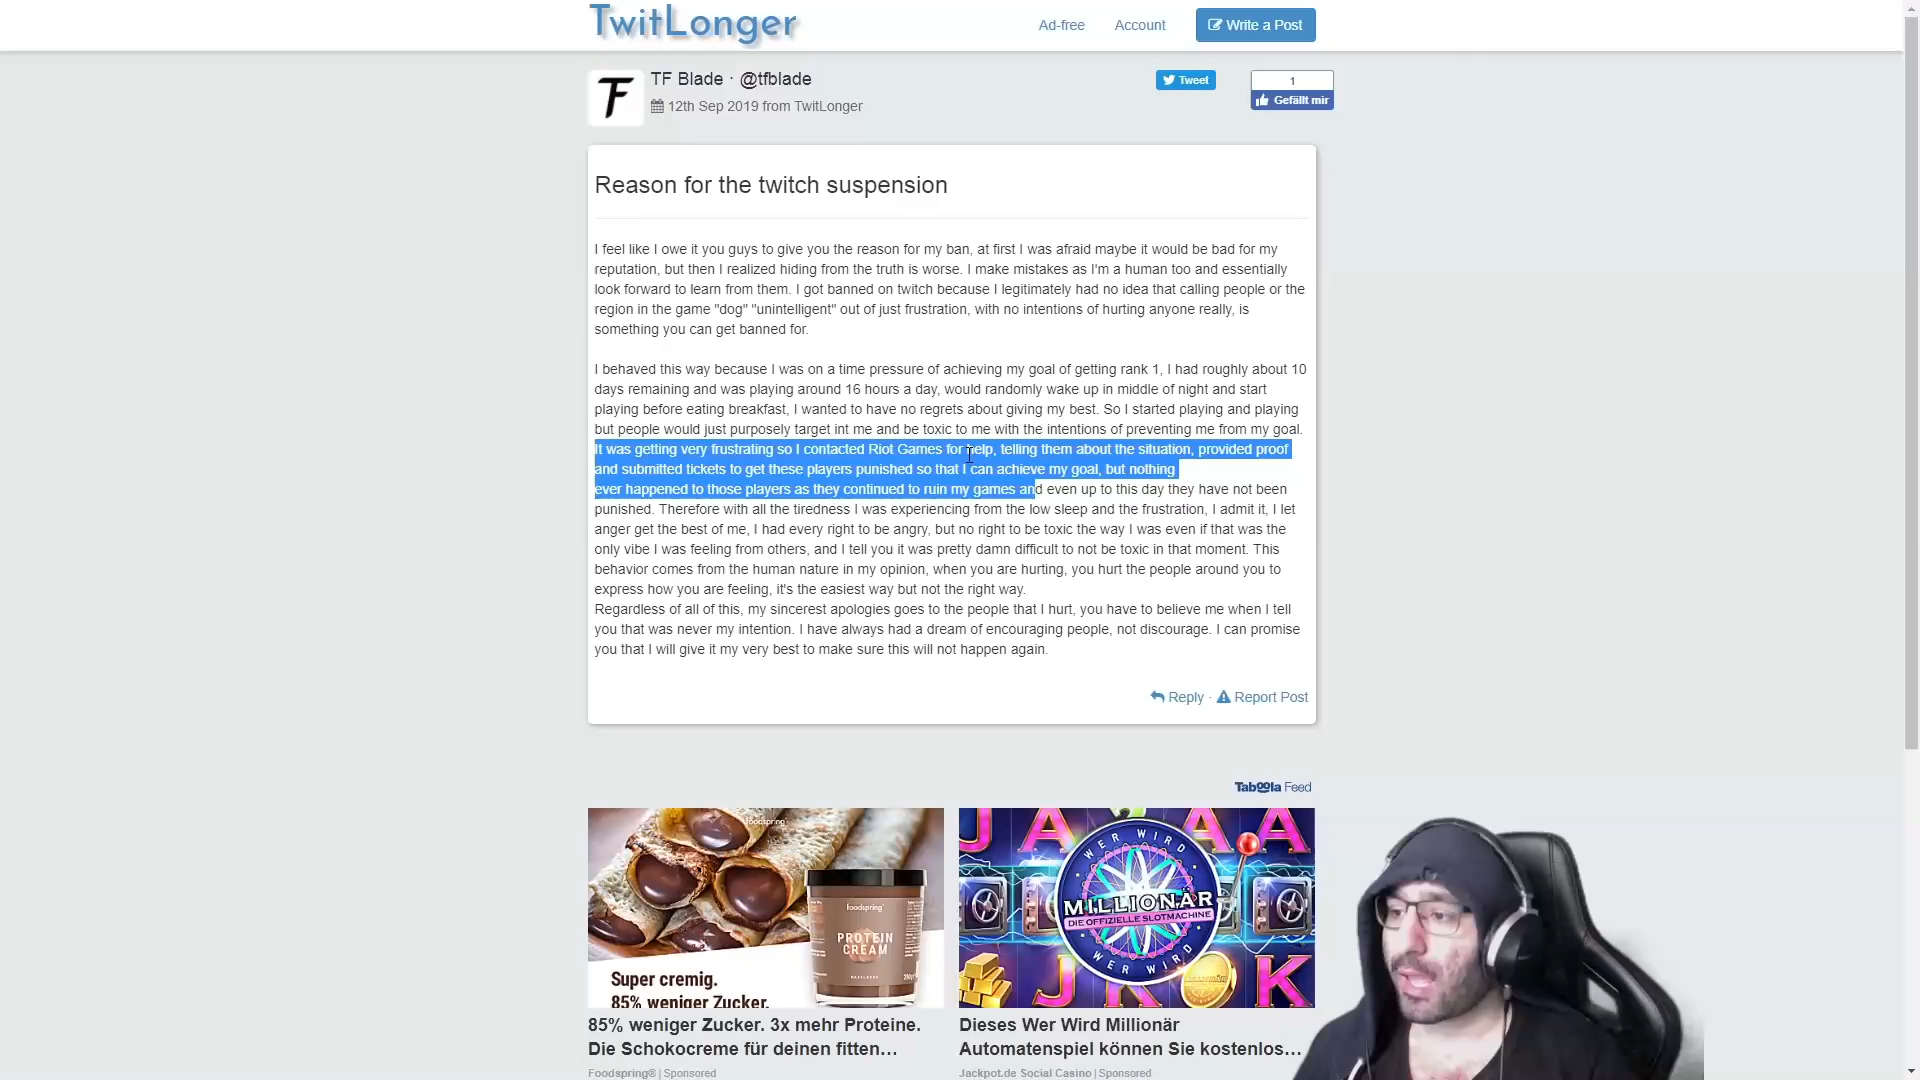 TwitLonger
Ad-free
Account
Write a Post
TF Blade · @tfblade
12th Sep 2019 from TwitLonger
Tweet
1
Gefällt mir
Reason for the twitch suspension
I feel like I owe it you guys to give you the reason for my ban, at first I was afraid maybe it would be bad for my
reputation, but then I realized hiding from the truth is worse. I make mistakes as I'm a human too and essentially
look forward to learn from them. I got banned on twitch because I legitimately had no idea that calling people or the
region in the game "dog" "unintelligent" out of just frustration, with no intentions of hurting anyone really, is
something you can get banned for.
I behaved this way because I was on a time pressure of achieving my goal of getting rank 1, I had roughly about 10
days remaining and was playing around 16 hours a day, would randomly wake up in middle of night and start
playing before eating breakfast, I wanted to have no regrets about giving my best. So I started playing and playing
but people would just purposely target int me and be toxic to me with the intentions of preventing me from my goal.
It was getting very frustrating so I contacted Riot Games for help, telling them about the situation, provided proof
and submitted tickets to get these players punished so that I can achieve my goal, but nothing
ever happened to those players as they continued to ruin my games and even up to this day they have not been
punished. Therefore with all the tiredness I was experiencing from the low sleep and the frustration, I admit it, I let
anger get the best of me, I had every right to be angry, but no right to be toxic the way I was even if that was the
only vibe I was feeling from others, and I tell you it was pretty damn difficult to not be toxic in that moment. This
behavior comes from the human nature in my opinion, when you are hurting, you hurt the people around you to
express how you are feeling, it's the easiest way but not the right way.
Regardless of all of this, my sincerest apologies goes to the people that I hurt, you have to believe me when I tell
you that was never my intention. I have always had a dream of encouraging people, not discourage. I can promise
you that I will give it my very best to make sure this will not happen again.
Reply · Report Post
Taboola Feed
foodspring
foodspring
PROTEIN
CREAM
HAZELNUT
Super cremig.
85% weniger Zucker.
JA AA
WER WIRD
MILLIONÄR
DIE OFFIZIELLE SLOTMACHINE
WER WIRD
J OK
85% weniger Zucker. 3x mehr Proteine.
Die Schokocreme für deinen fitten…
Foodspring® | Sponsored
Dieses Wer Wird Millionär
Automatenspiel können Sie kostenlos…
Jackpot.de Social Casino | Sponsored